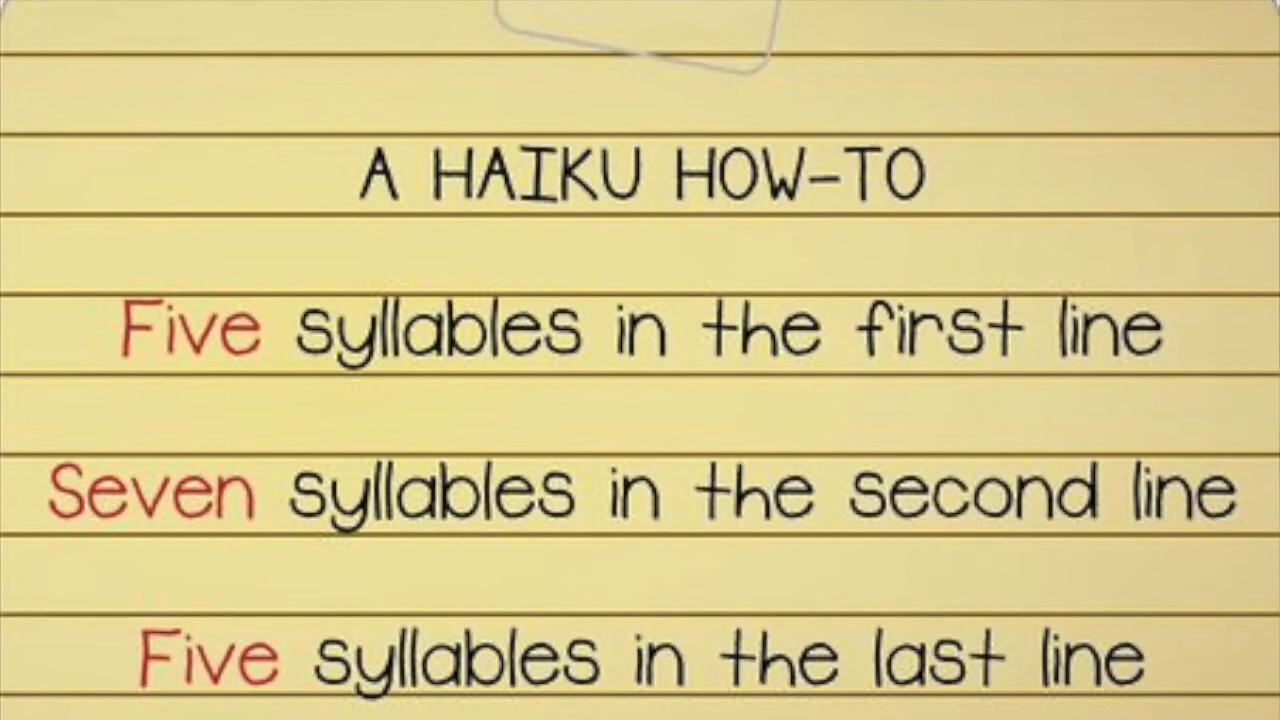 A HAIKU HOW-TO
Five syllables in the first line
Seven syllables in the second line
Five syllables in the last line